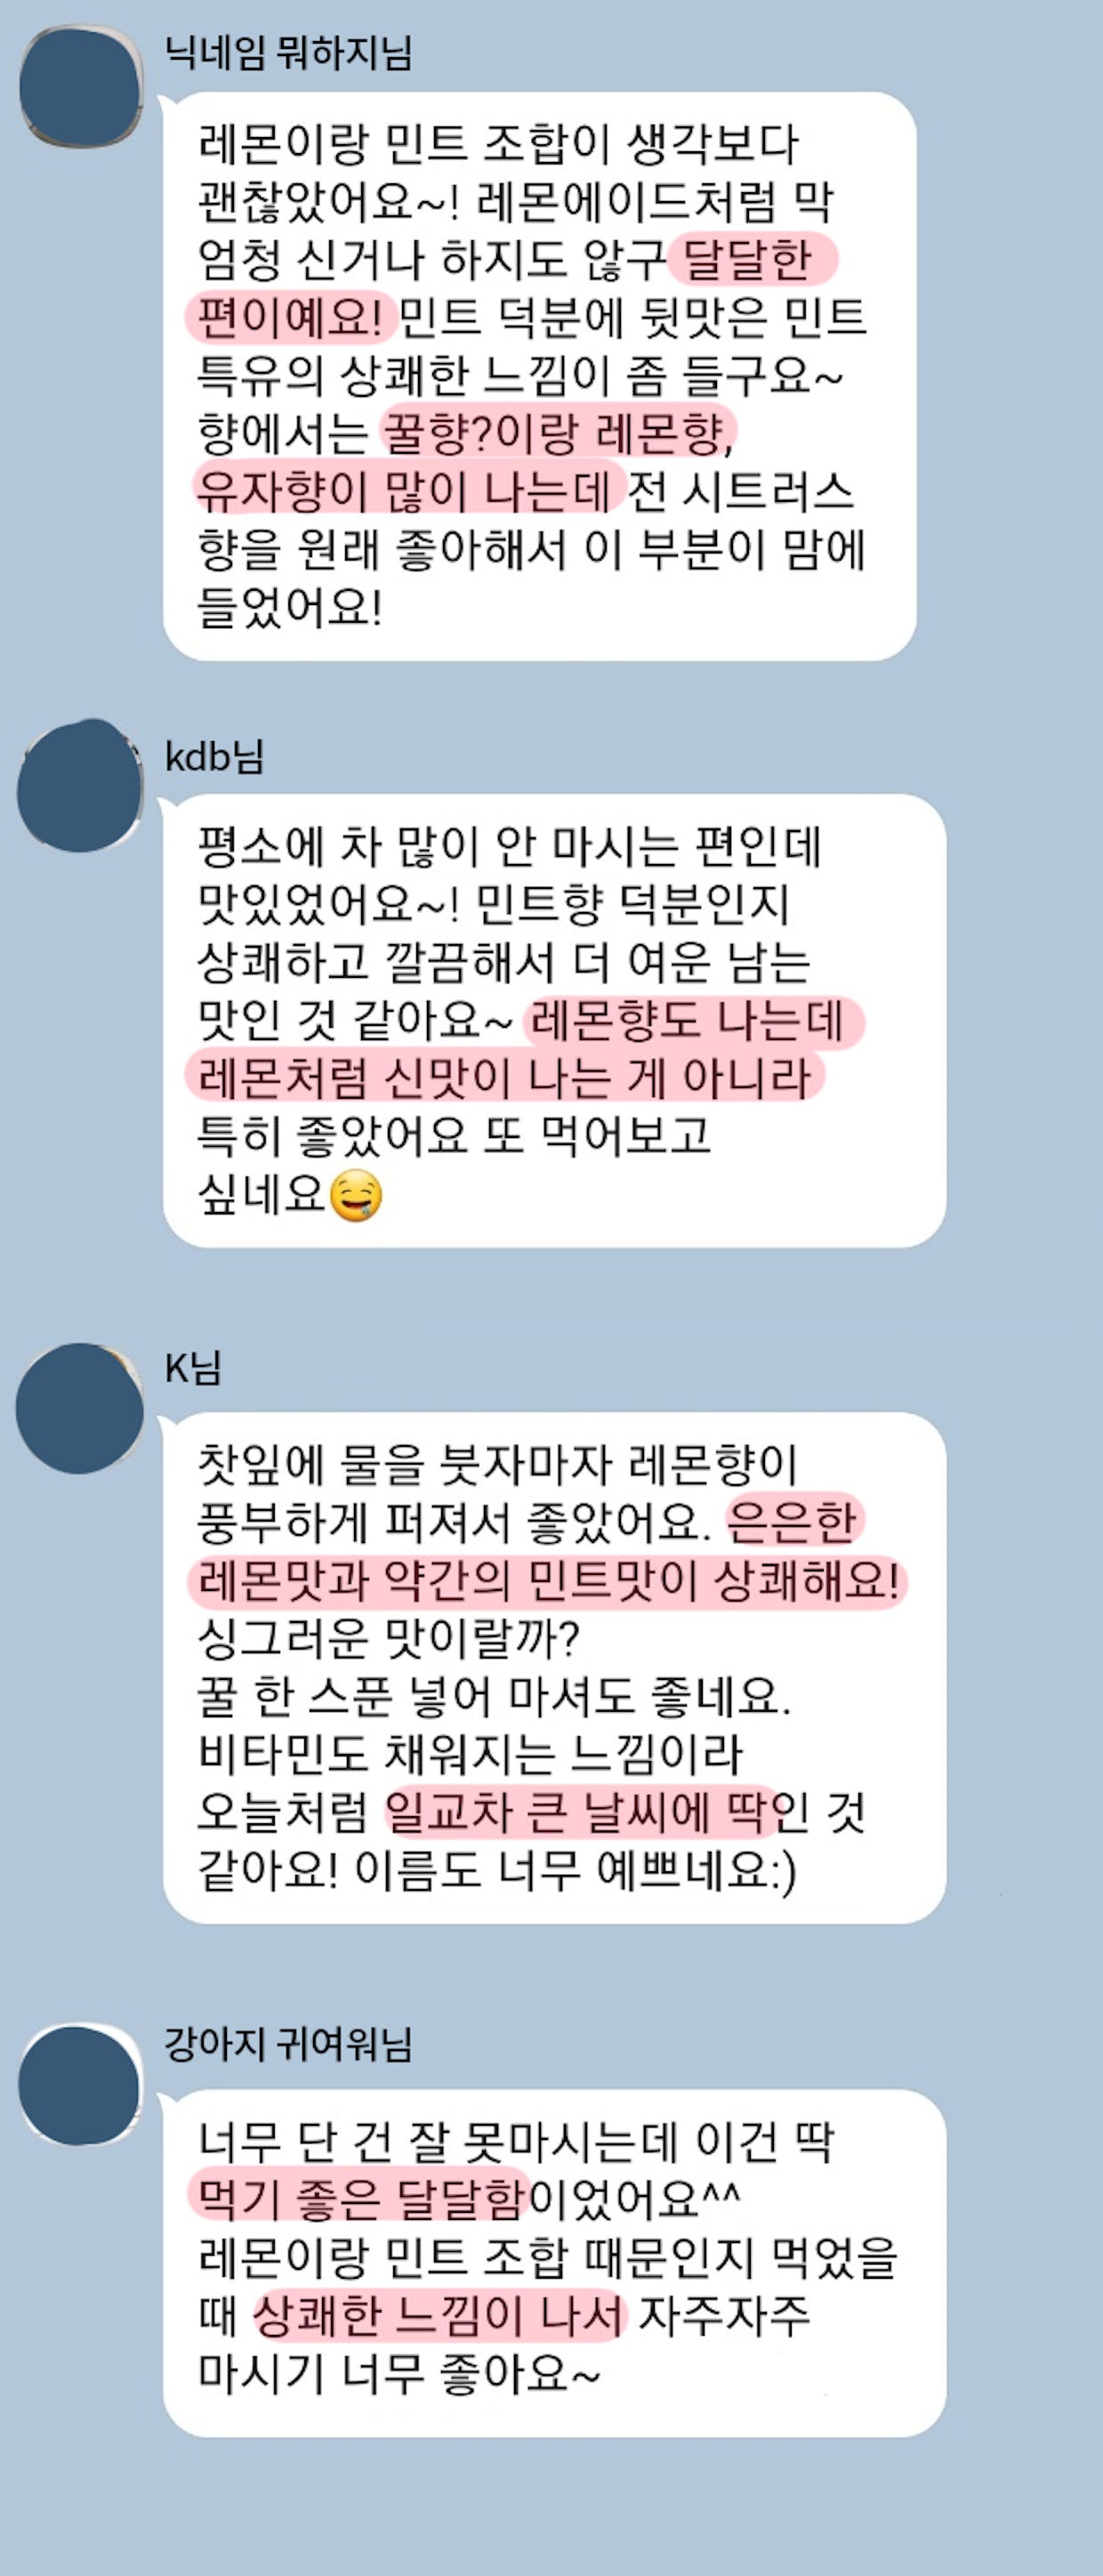 닉네임 뭐하지님
레몬이랑 민트 조합이 생각보다
괜찮았어요~! 레몬에이드처럼 막
엄청 신거나 하지도 않구 달달한
편이예요! 민트 덕분에 뒷맛은 민트
특유의 상쾌한 느낌이 좀 들구요~
향에서는 꿀향?이랑 레몬향,
유자향이 많이 나는데 전 시트러스
향을 원래 좋아해서 이 부분이 맘에
들었어요!
kdb님
평소에 차 많이 안 마시는 편인데
맛있었어요~! 민트향 덕분인지
상쾌하고 깔끔해서 더 여운 남는
맛인 것 같아요~ 레몬향도 나는데
레몬처럼 신맛이 나는 게 아니라
특히 좋았어요 또 먹어보고
싶네요🤤
K님
찻잎에 물을 붓자마자 레몬향이
풍부하게 퍼져서 좋았어요. 은은한
레몬맛과 약간의 민트맛이 상쾌해요!
싱그러운 맛이랄까?
꿀 한 스푼 넣어 마셔도 좋네요.
비타민도 채워지는 느낌이라
오늘처럼 일교차 큰 날씨에 딱인 것
같아요! 이름도 너무 예쁘네요:)
강아지 귀여워님
너무 단 건 잘 못마시는데 이건 딱
먹기 좋은 달달함이었어요^^
레몬이랑 민트 조합 때문인지 먹었을
때 상쾌한 느낌이 나서 자주자주
마시기 너무 좋아요~